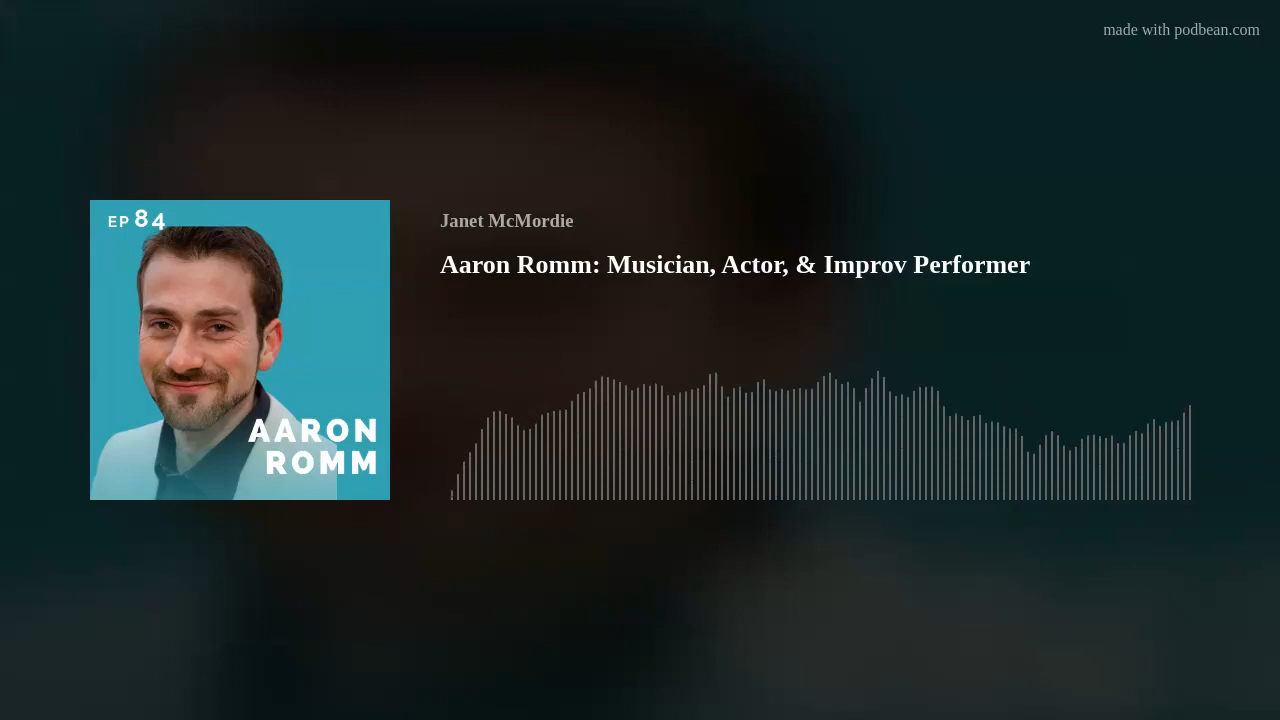 made with podbean.com
EP 84
AARON
ROMM
Janet McMordie
Aaron Romm: Musician, Actor, & Improv Performer